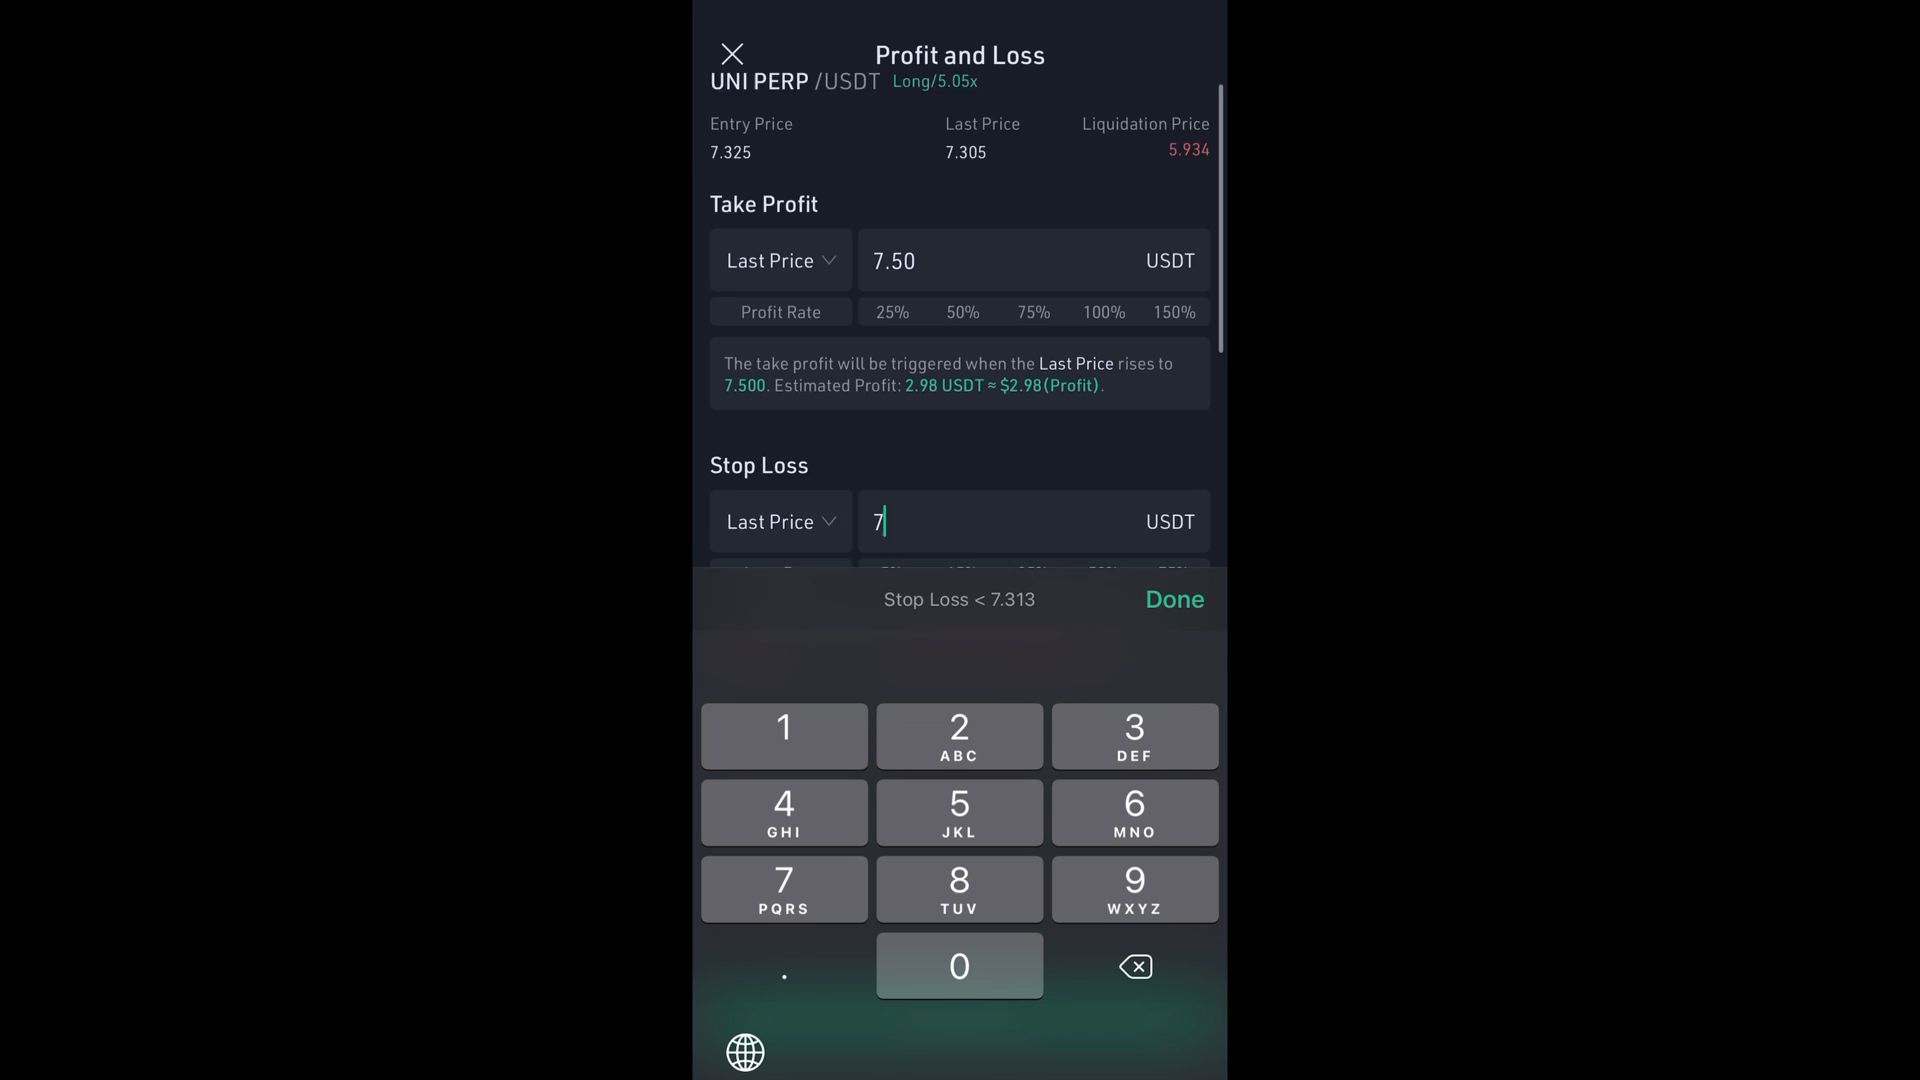 Profit and Loss
UNI PERP /USDT Long/5.05x
Entry Price Last Price Liquidation Price
7.325 7.305 5.934
Take Profit
Last Price 7.50 USDT
Profit Rate 25% 50% 75% 100% 150%
The take profit will be triggered when the Last Price rises to
7.500. Estimated Profit: 2.98 USDT ≈ $2.98(Profit).
Stop Loss
Last Price 7 USDT
Stop Loss < 7.313 Done
1 2 3
ABC DEF
4 5 6
GHI JKL MNO
7 8 9
PQRS TUV WXYZ
. 0